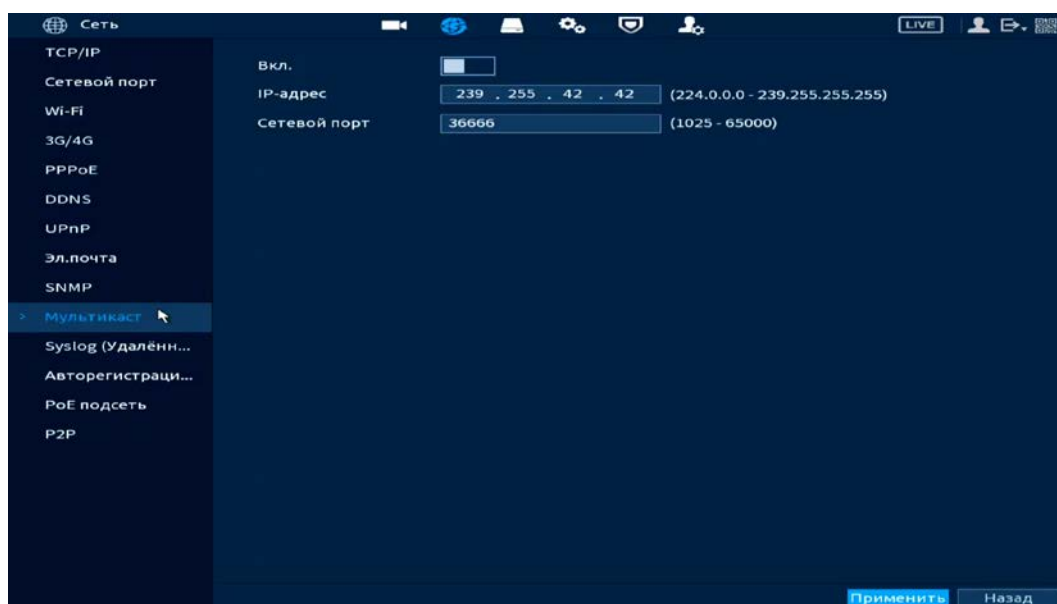 Сеть
LIVE
TCP/IP
Сетевой порт
Wi-Fi
3G/4G
PPPoE
DDNS
UPnP
Эл.почта
SNMP
> Мультикаст
Syslog (Удалённ...
Авторегистраци...
PoE подсеть
P2P
Вкл.
IP-адрес 239 . 255 . 42 . 42 (224.0.0.0 - 239.255.255.255)
Сетевой порт 36666 (1025 - 65000)
Применить Назад